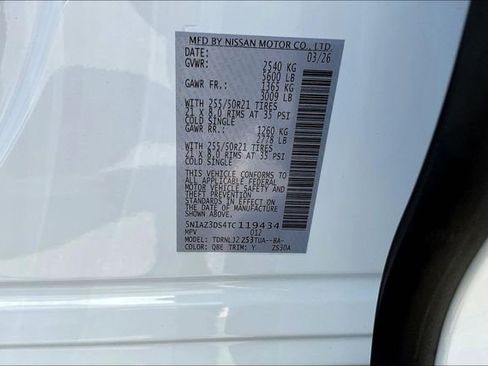 MFD BY NISSAN MOTOR CO., LTD.
DATE: 03/26
GVWR: 2540 KG
5600 LB
GAWR FR.: 1365 KG
3009 LB
WITH 255/50R21 TIRES
21 X 8.0 RIMS AT 35 PSI
COLD SINGLE
GAWR RR.: 1260 KG
2778 LB
WITH 255/50R21 TIRES
21 X 8.0 RIMS AT 35 PSI
COLD SINGLE
THIS VEHICLE CONFORMS TO
ALL APPLICABLE FEDERAL
MOTOR VEHICLE SAFETY AND
THEFT PREVENTION
STANDARDS IN EFFECT ON
THE DATE OF MANUFACTURE
SHOWN ABOVE.
5N1AZ3DS4TC119434
MPV 012
MODEL: TDRNLJZZS3TUA--BA-
COLOR: QBE TRIM: Y ZS3DA